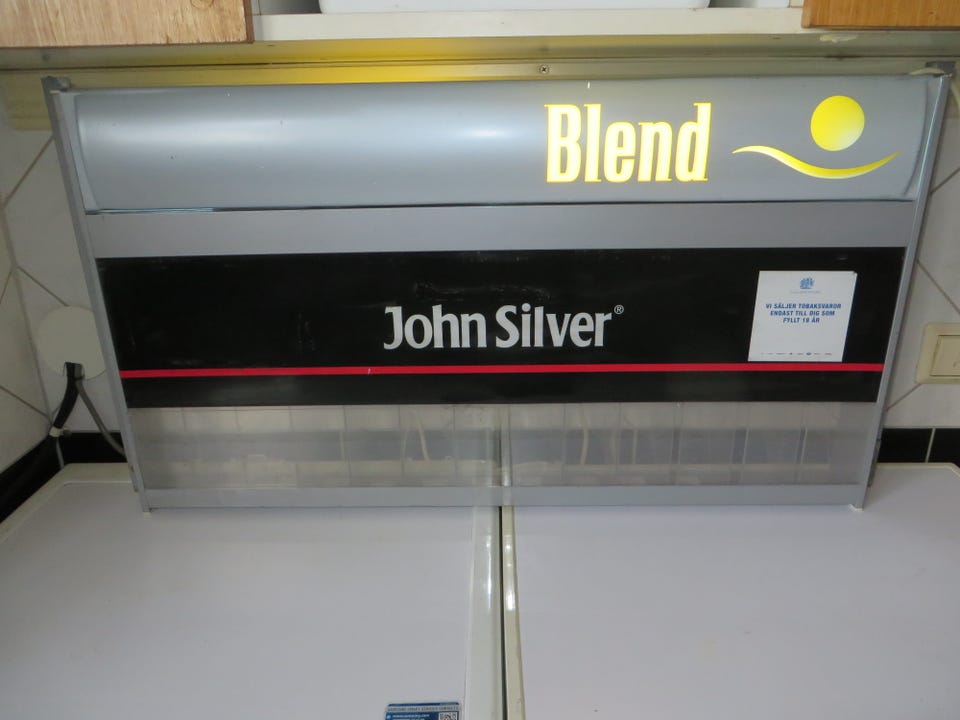 Blend
John Silver®
VI SÄLJER TOBAKSVAROR
ENDAST TILL DIG SOM
FYLLT 18 ÅR